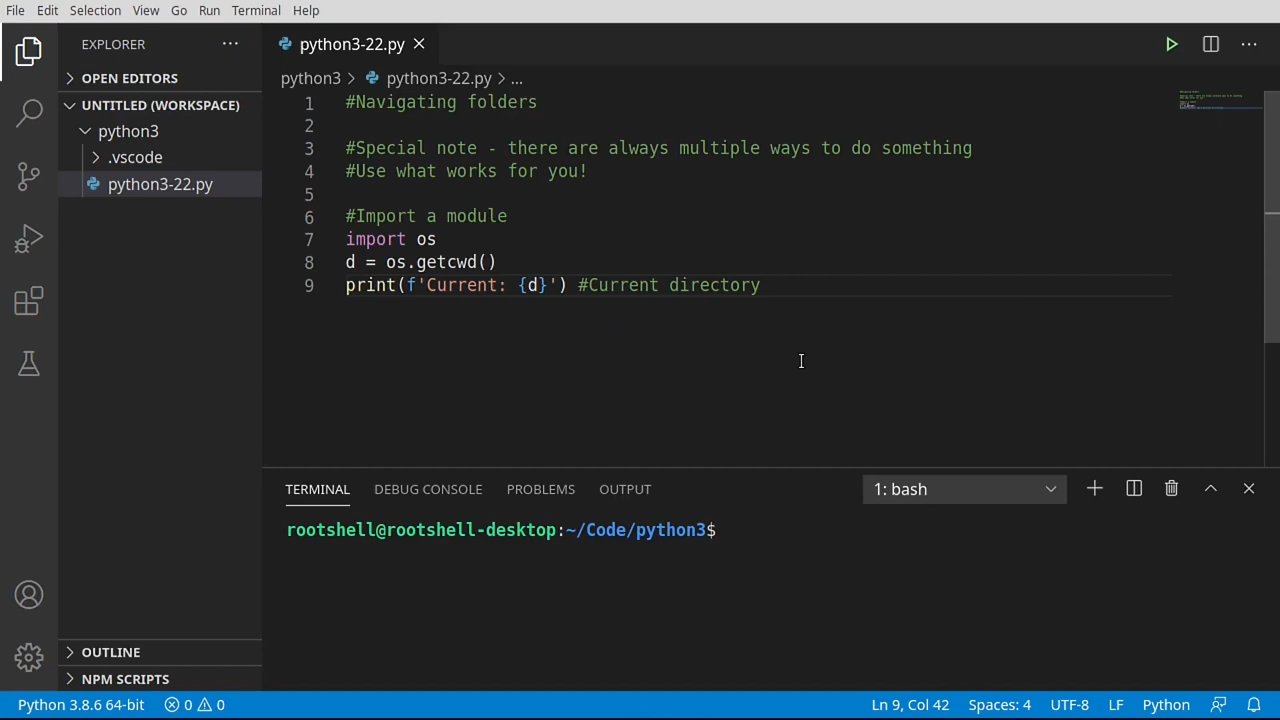 File Edit Selection View Go Run Terminal Help
EXPLORER
OPEN EDITORS
UNTITLED (WORKSPACE)
python3
.vscode
python3-22.py
OUTLINE
NPM SCRIPTS
python3-22.py
python3 > python3-22.py > ...
1 #Navigating folders
2
3 #Special note - there are always multiple ways to do something
4 #Use what works for you!
5
6 #Import a module
7 import os
8 d = os.getcwd()
9 print(f'Current: {d}') #Current directory
TERMINAL DEBUG CONSOLE PROBLEMS OUTPUT 1: bash
rootshell@rootshell-desktop:~/Code/python3$
Python 3.8.6 64-bit 0 0 Ln 9, Col 42 Spaces: 4 UTF-8 LF Python